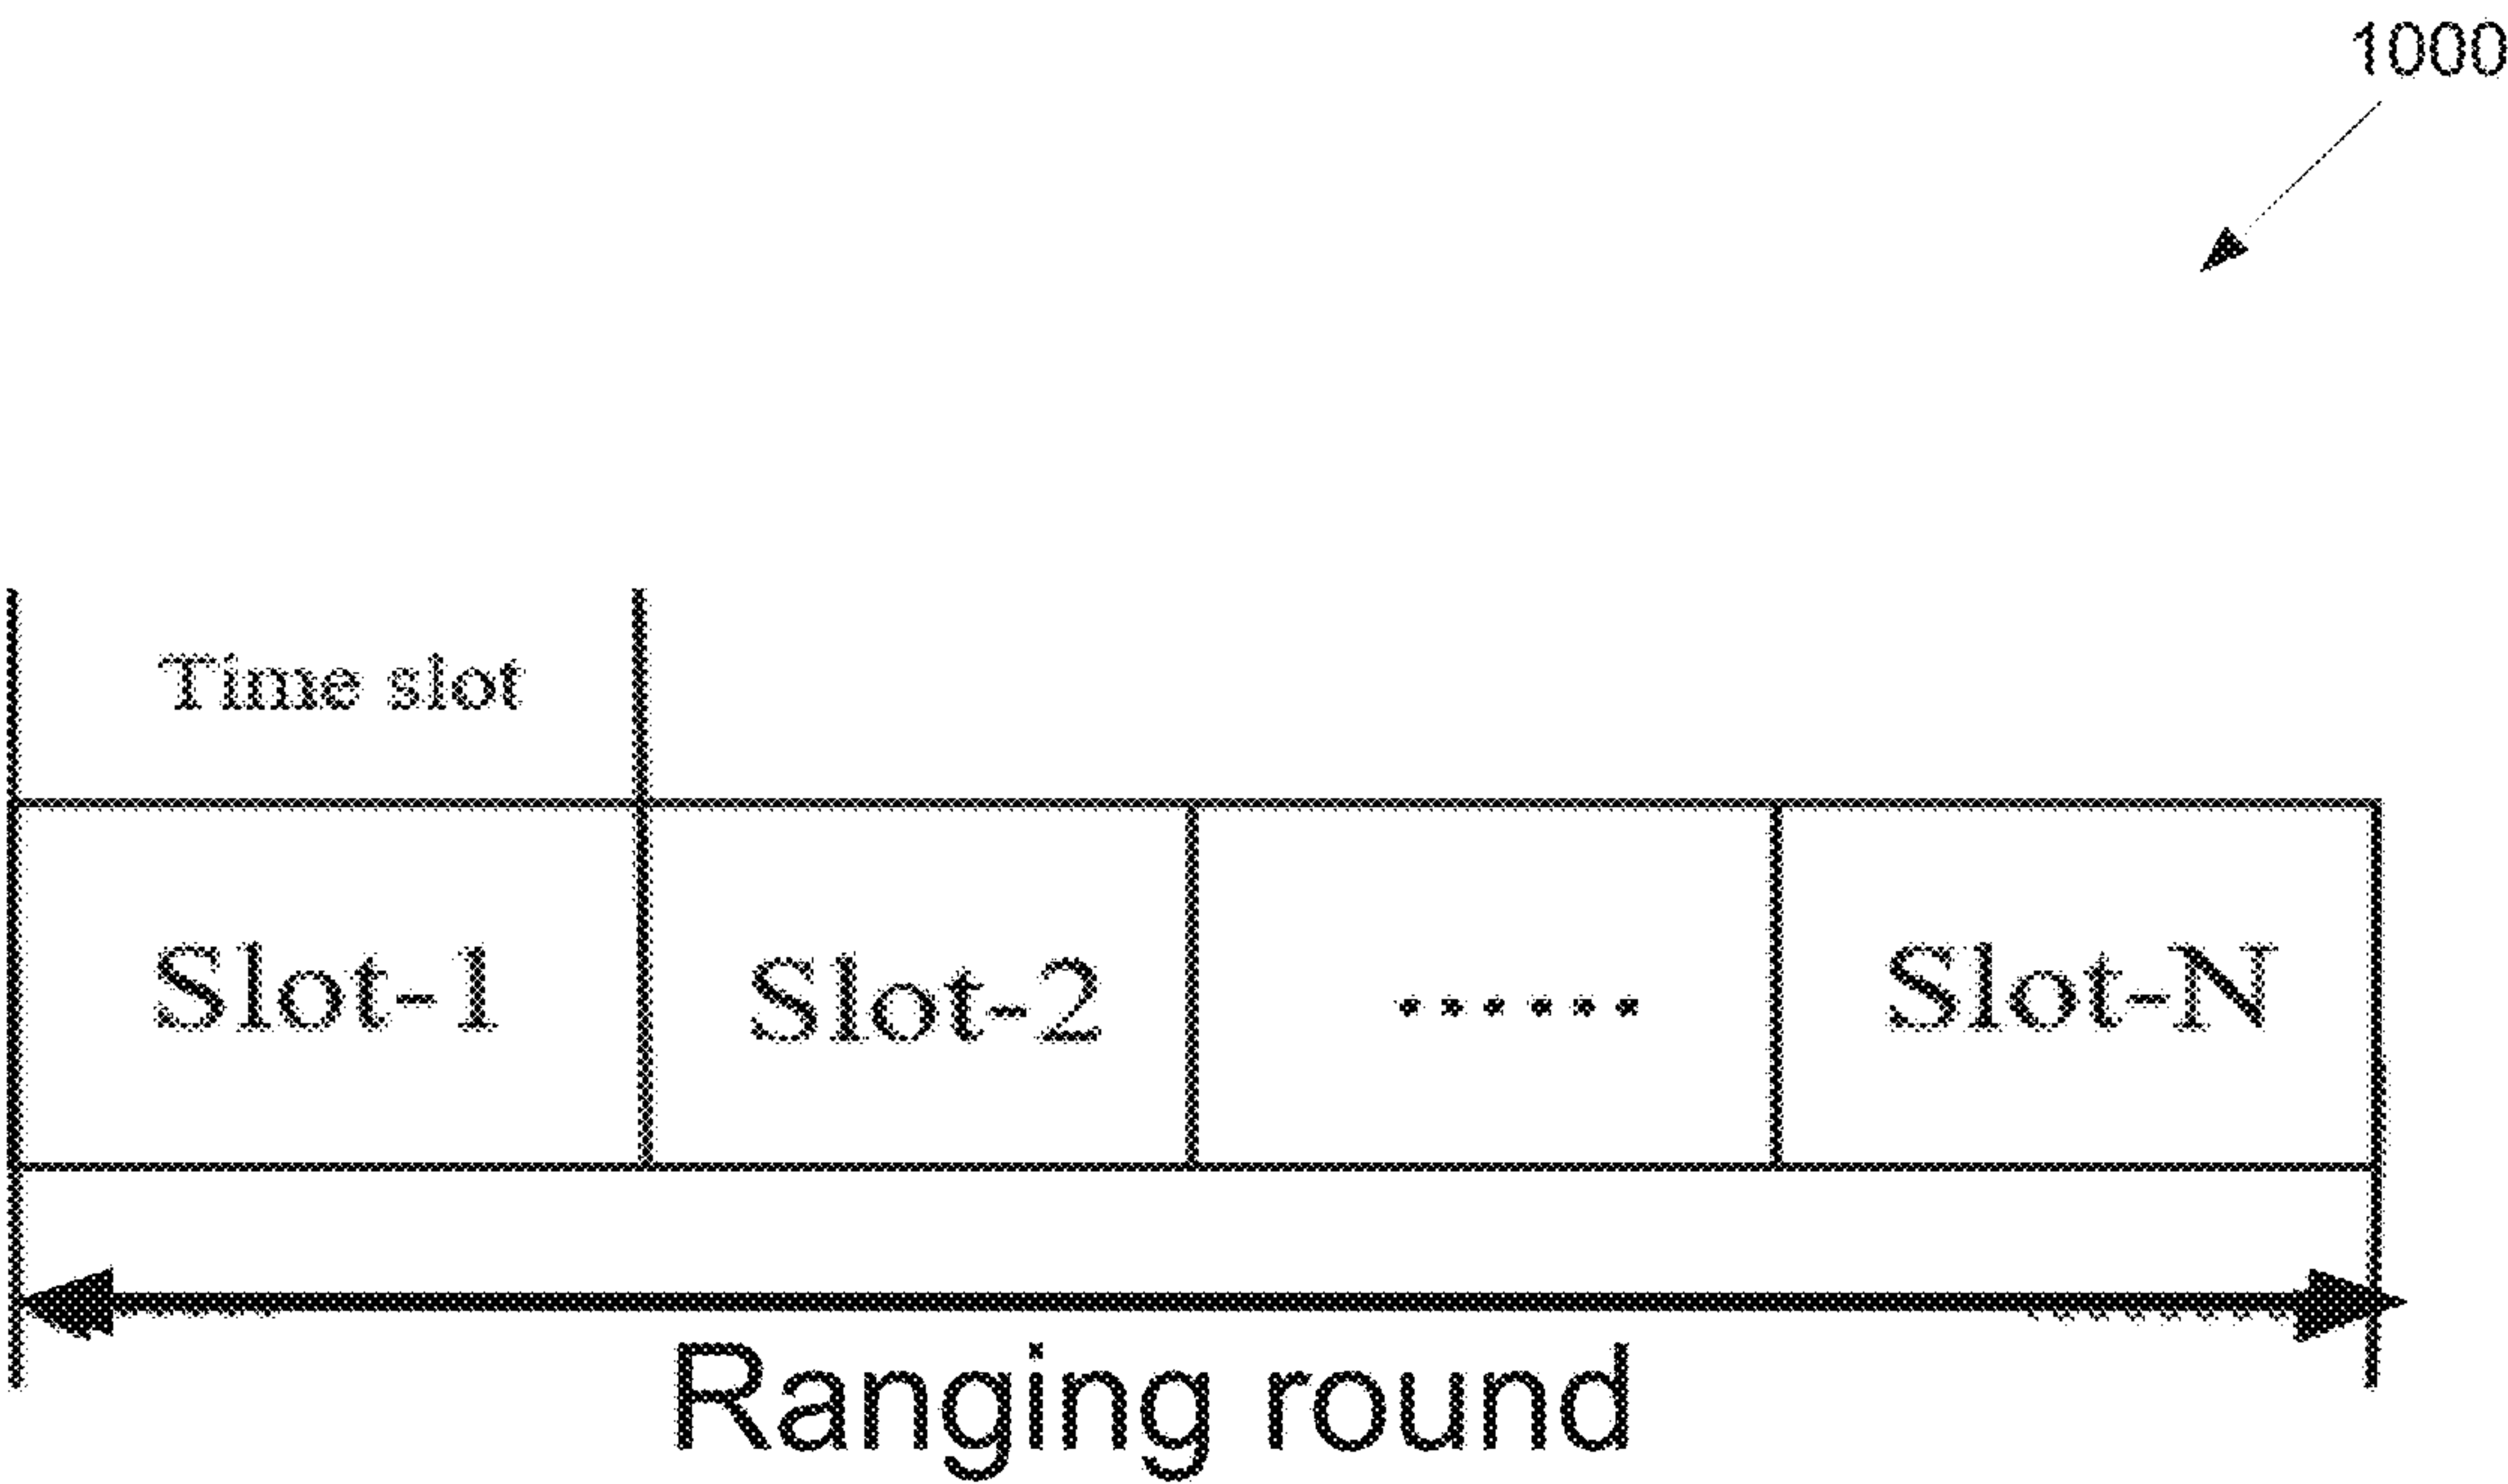 1000
Time slot
Slot-1 Slot-2 ...... Slot-N
Ranging round